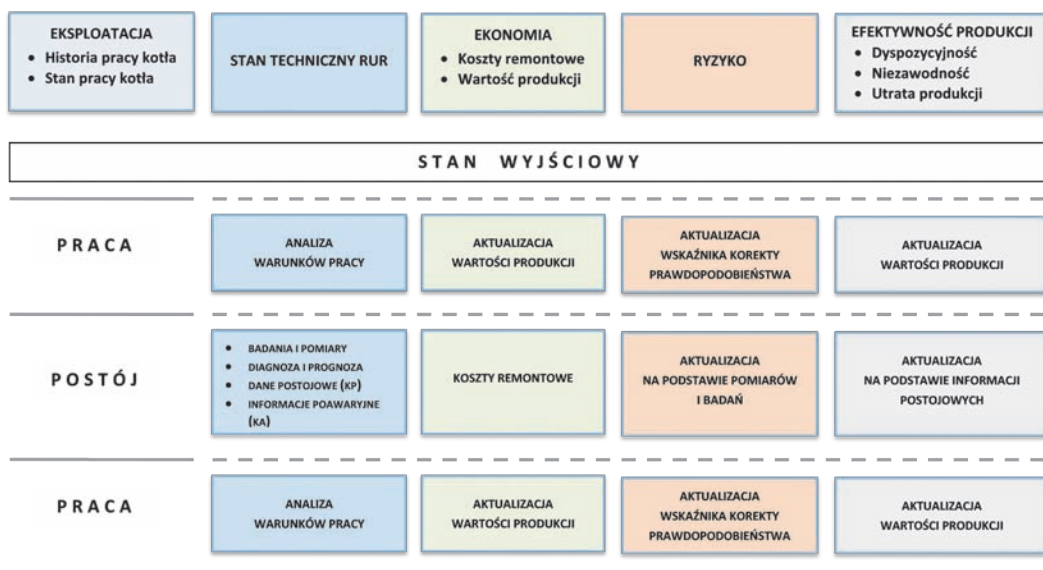 EKSPLOATACJA
• Historia pracy kotła
• Stan pracy kotła
STAN TECHNICZNY RUR
EKONOMIA
• Koszty remontowe
• Wartość produkcji
RYZYKO
EFEKTYWNOŚĆ PRODUKCJI
• Dyspozycyjność
• Niezawodność
• Utrata produkcji
STAN WYJŚCIOWY
PRACA
ANALIZA
WARUNKÓW PRACY
AKTUALIZACJA
WARTOŚCI PRODUKCJI
AKTUALIZACJA
WSKAŹNIKA KOREKTY
PRAWDOPODOBIEŃSTWA
AKTUALIZACJA
WARTOŚCI PRODUKCJI
POSTÓJ
• BADANIA I POMIARY
• DIAGNOZA I PROGNOZA
• DANE POSTOJOWE (KP)
• INFORMACJE POAWARYJNE
(KA)
KOSZTY REMONTOWE
AKTUALIZACJA
NA PODSTAWIE POMIARÓW
I BADAŃ
AKTUALIZACJA
NA PODSTAWIE INFORMACJI
POSTOJOWYCH
PRACA
ANALIZA
WARUNKÓW PRACY
AKTUALIZACJA
WARTOŚCI PRODUKCJI
AKTUALIZACJA
WSKAŹNIKA KOREKTY
PRAWDOPODOBIEŃSTWA
AKTUALIZACJA
WARTOŚCI PRODUKCJI